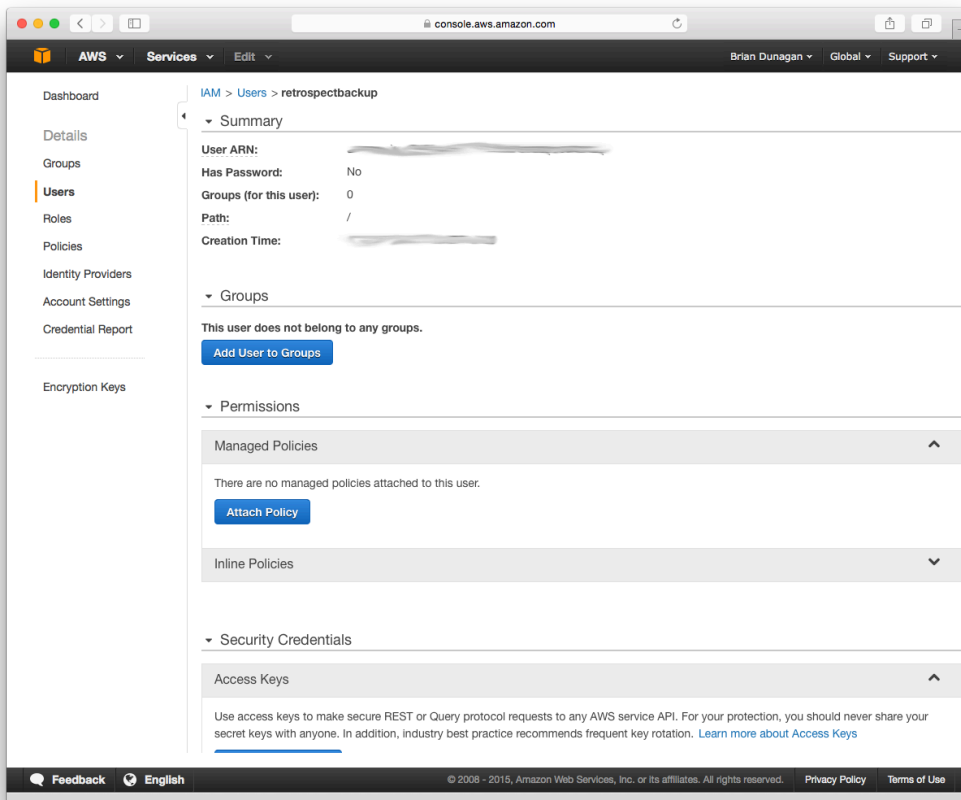 console.aws.amazon.com
AWS Services Edit Brian Dunagan Global Support
Dashboard
Details
Groups
Users
Roles
Policies
Identity Providers
Account Settings
Credential Report
Encryption Keys
IAM > Users > retrospectbackup
Summary
User ARN:
Has Password: No
Groups (for this user): 0
Path: /
Creation Time:
Groups
This user does not belong to any groups.
Add User to Groups
Permissions
Managed Policies
There are no managed policies attached to this user.
Attach Policy
Inline Policies
Security Credentials
Access Keys
Use access keys to make secure REST or Query protocol requests to any AWS service API. For your protection, you should never share your
secret keys with anyone. In addition, industry best practice recommends frequent key rotation. Learn more about Access Keys
Feedback English © 2008 - 2015, Amazon Web Services, Inc. or its affiliates. All rights reserved. Privacy Policy Terms of Use